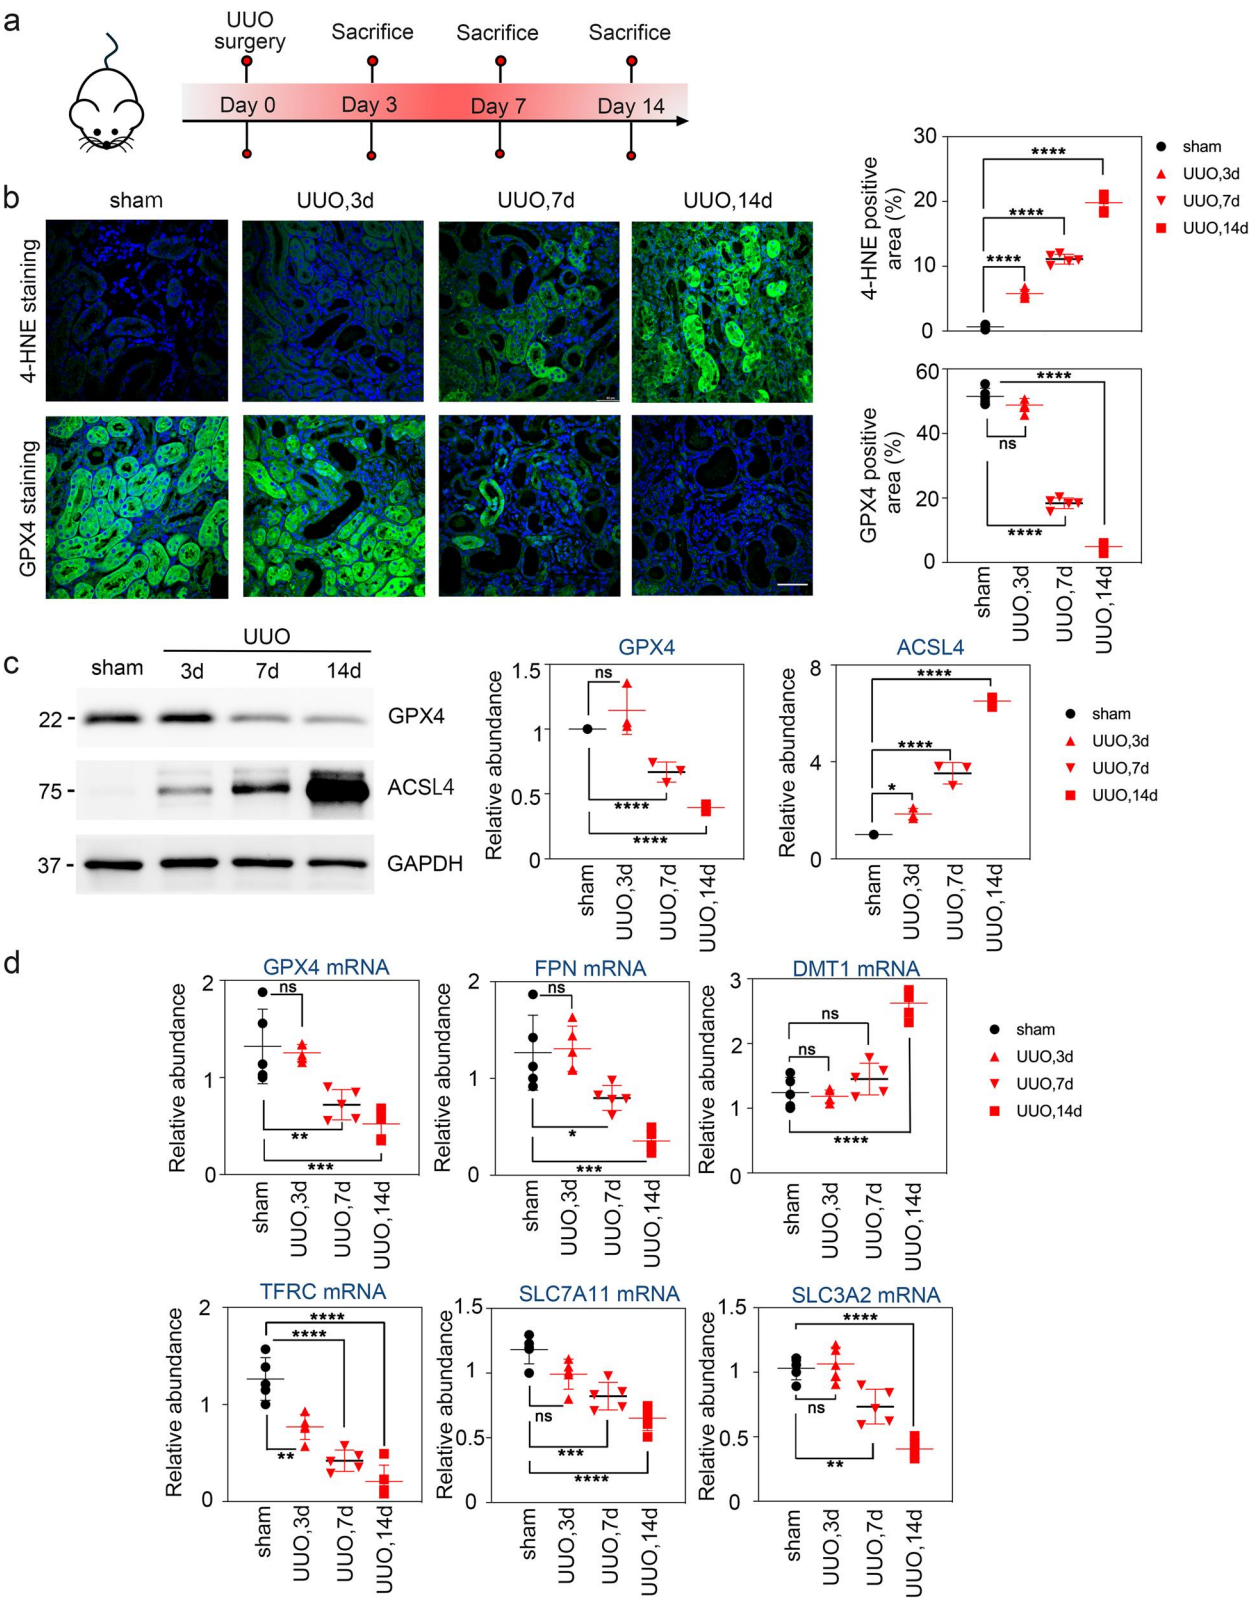 a
UUO surgery
Sacrifice
Sacrifice
Sacrifice
Day 0
Day 3
Day 7
Day 14
b
sham
UUO,3d
UUO,7d
UUO,14d
4-HNE staining
GPX4 staining
4-HNE positive
area (%)
30
20
10
0
****
****
****
sham
UUO,3d
UUO,7d
UUO,14d
GPX4 positive
area (%)
60
40
20
0
****
ns
****
sham
UUO,3d
UUO,7d
UUO,14d
c
UUO
sham
3d
7d
14d
22
GPX4
75
ACSL4
37
GAPDH
GPX4
Relative abundance
1.5
1
0.5
0
ns
****
****
sham
UUO,3d
UUO,7d
UUO,14d
ACSL4
Relative abundance
8
4
0
****
****
*
sham
UUO,3d
UUO,7d
UUO,14d
sham
UUO,3d
UUO,7d
UUO,14d
d
GPX4 mRNA
Relative abundance
2
1
0
ns
**
***
sham
UUO,3d
UUO,7d
UUO,14d
FPN mRNA
Relative abundance
2
1
0
ns
*
***
sham
UUO,3d
UUO,7d
UUO,14d
DMT1 mRNA
Relative abundance
3
2
1
0
ns
ns
****
sham
UUO,3d
UUO,7d
UUO,14d
sham
UUO,3d
UUO,7d
UUO,14d
TFRC mRNA
Relative abundance
2
1
0
****
****
**
sham
UUO,3d
UUO,7d
UUO,14d
SLC7A11 mRNA
Relative abundance
1.5
1
0.5
0
ns
***
****
sham
UUO,3d
UUO,7d
UUO,14d
SLC3A2 mRNA
Relative abundance
1.5
1
0.5
0
****
ns
**
sham
UUO,3d
UUO,7d
UUO,14d